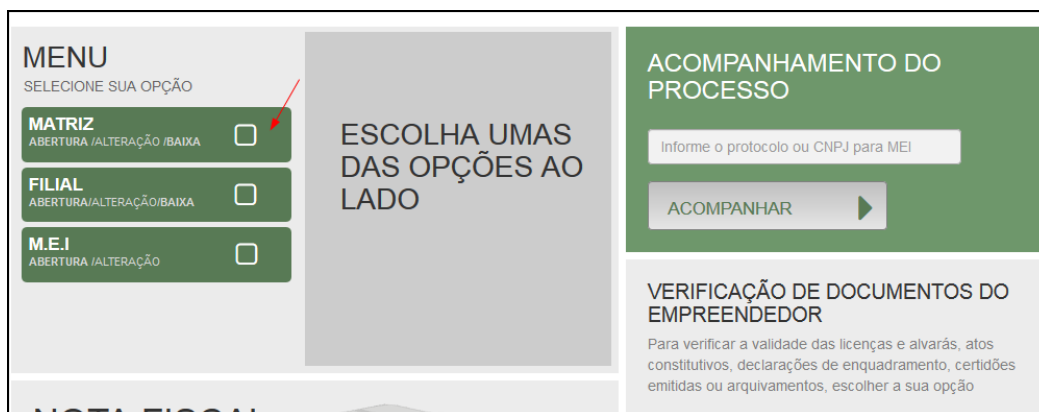 MENU
SELECIONE SUA OPÇÃO
MATRIZ
ABERTURA /ALTERAÇÃO /BAIXA
FILIAL
ABERTURA/ALTERAÇÃO/BAIXA
M.E.I
ABERTURA /ALTERAÇÃO
ESCOLHA UMAS
DAS OPÇÕES AO
LADO
ACOMPANHAMENTO DO
PROCESSO
Informe o protocolo ou CNPJ para MEI
ACOMPANHAR
VERIFICAÇÃO DE DOCUMENTOS DO
EMPREENDEDOR
Para verificar a validade das licenças e alvarás, atos
constitutivos, declarações de enquadramento, certidões
emitidas ou arquivamentos, escolher a sua opção
NOTA FISCAL